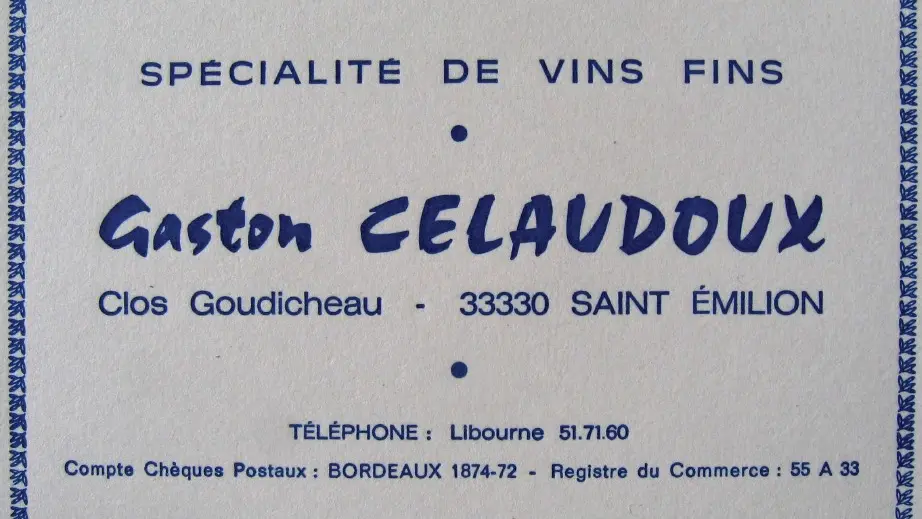 SPÉCIALITÉ DE VINS FINS
Gaston CELAUDOUX
Clos Goudicheau - 33330 SAINT ÉMILION
TÉLÉPHONE : Libourne 51.71.60
Compte Chèques Postaux : BORDEAUX 1874-72 - Registre du Commerce : 55 A 33